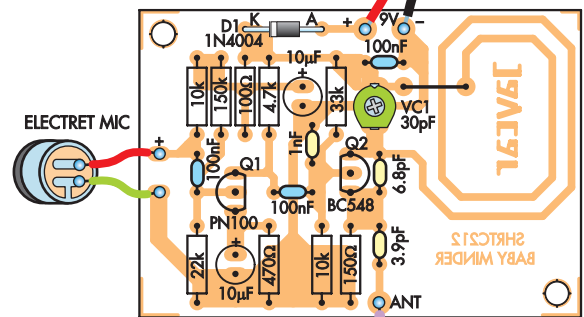 D1
K
A
+
9V
−
1N4004
100nF
10µF
+
10k
150k
100Ω
4.7k
33k
VC1
30pF
ELECTRET MIC
+
100nF
1nF
Q1
Q2
6.8pF
100nF
BC548
PN100
22k
+
10µF
470Ω
10k
150Ω
3.9pF
SHRTC212
BABY MINDER
ANT